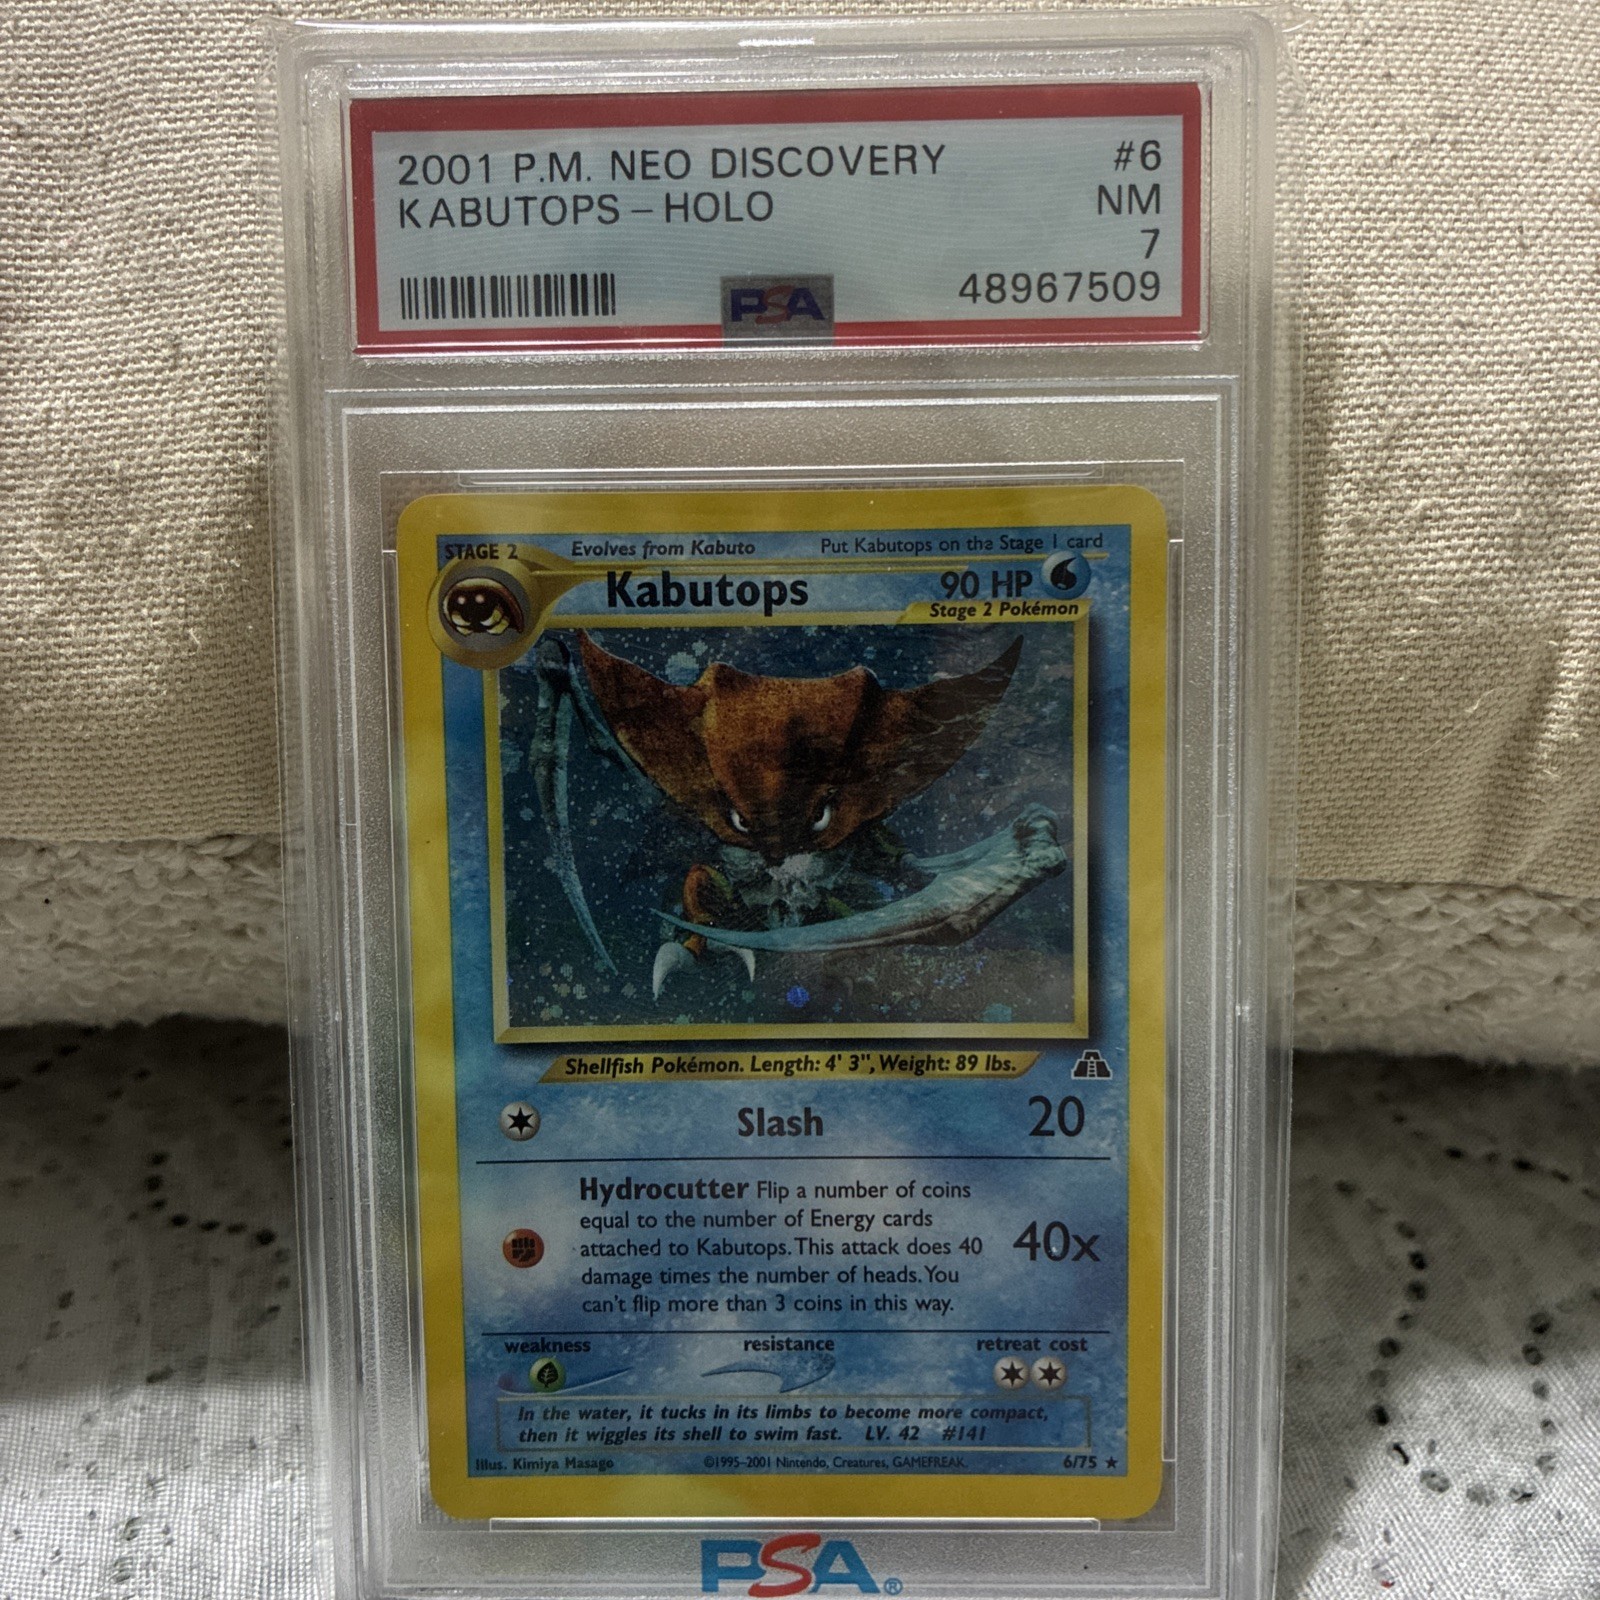 2001 P.M. NEO DISCOVERY #6
KABUTOPS – HOLO NM
7
PSA 48967509
STAGE 2 Evolves from Kabuto Put Kabutops on tha Stage 1 card
Kabutops 90 HP
Stage 2 Pokémon
Shellfish Pokémon. Length: 4' 3", Weight: 89 lbs.
Slash 20
Hydrocutter Flip a number of coins
equal to the number of Energy cards
attached to Kabutops. This attack does 40 40x
damage times the number of heads. You
can't flip more than 3 coins in this way.
weakness resistance retreat cost
In the water, it tucks in its limbs to become more compact,
then it wiggles its shell to swim fast. LV. 42 #141
Illus. Kimiya Masago ©1995–2001 Nintendo, Creatures, GAMEFREAK. 6/75 ★
PSA®